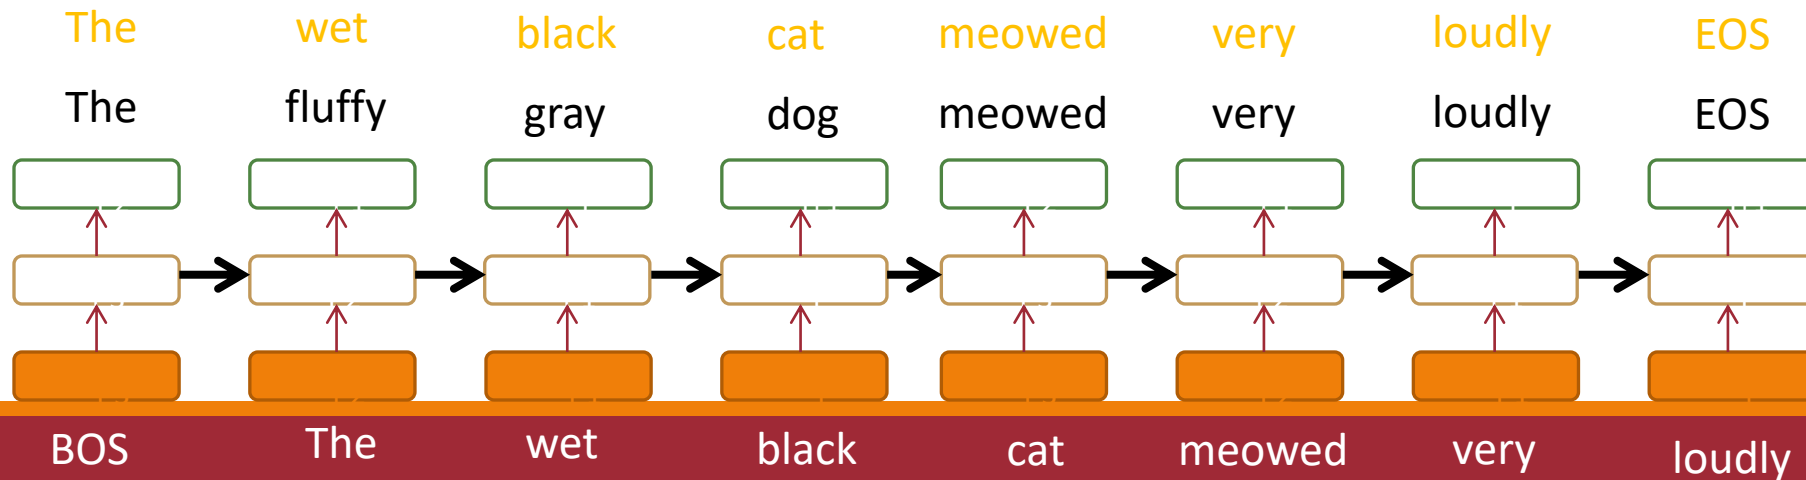 The wet black cat meowed very loudly EOS
The fluffy gray dog meowed very loudly EOS
BOS The wet black cat meowed very loudly